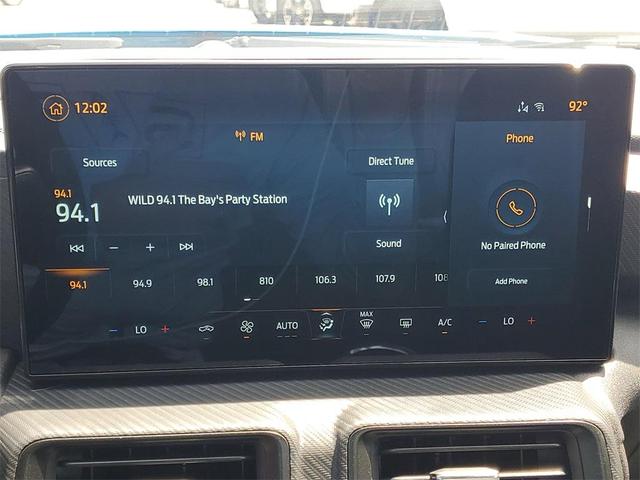 12:02
92°
FM
Phone
Sources
Direct Tune
94.1
94.1
WILD 94.1 The Bay's Party Station
No Paired Phone
Sound
Add Phone
94.1 94.9 98.1 810 106.3 107.9 108
- LO + AUTO MAX A/C - LO +